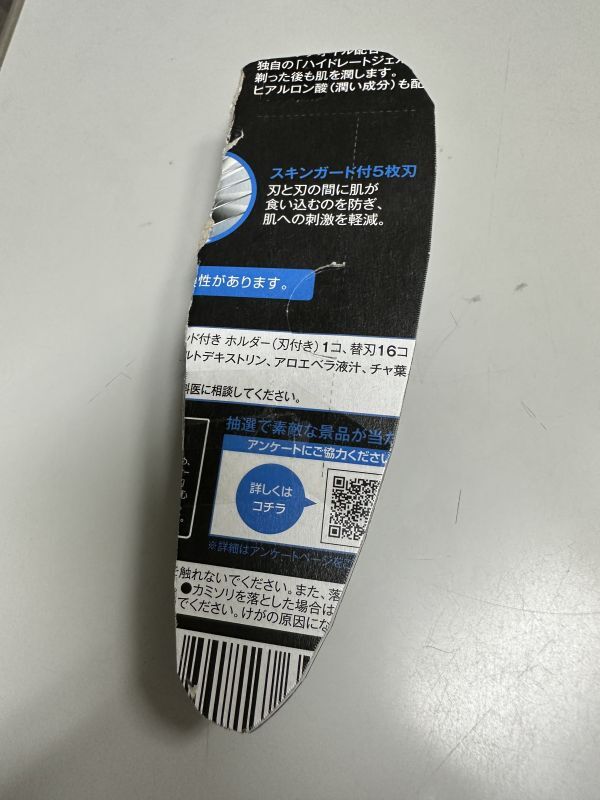 オイル配合
独自の「ハイドレートジェル
剃った後も肌を潤します。
ヒアルロン酸（潤い成分）も配
スキンガード付5枚刃
刃と刃の間に肌が
食い込むのを防ぎ、
肌への刺激を軽減。
性があります。
ンド付き ホルダー（刃付き）1コ、替刃16コ
ルトデキストリン、アロエベラ液汁、チャ葉
科医に相談してください。
抽選で素敵な景品が当た
アンケートにご協力ください
詳しくは
コチラ
※詳細はアンケートページを
触れないでください。また、落
●カミソリを落とした場合は
でください。けがの原因にな